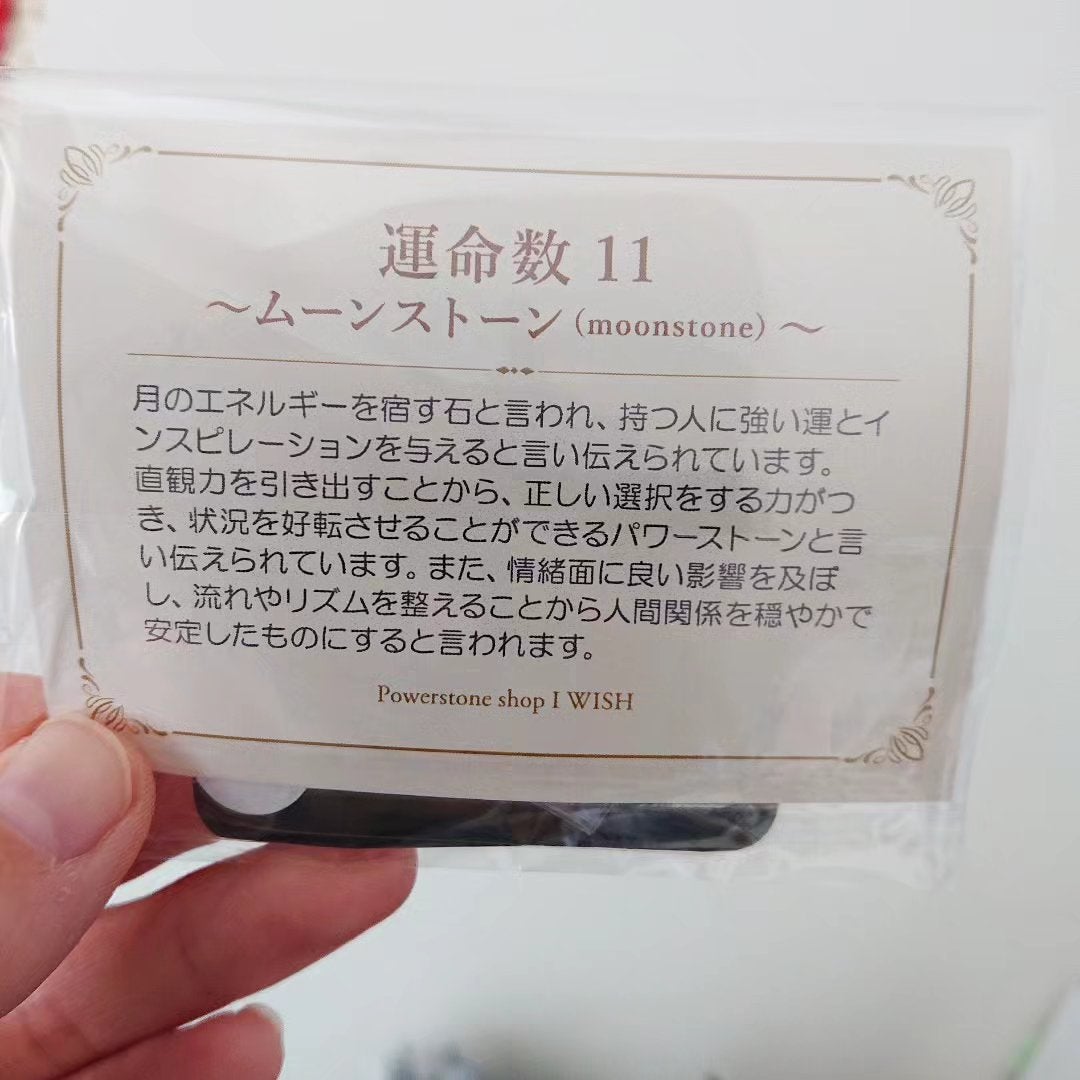 運命数 11
～ムーンストーン(moonstone)～
月のエネルギーを宿す石と言われ、持つ人に強い運とイ
ンスピレーションを与えると言い伝えられています。
直観力を引き出すことから、正しい選択をする力がつ
き、状況を好転させることができるパワーストーンと言
い伝えられています。また、情緒面に良い影響を及ぼ
し、流れやリズムを整えることから人間関係を穏やかで
安定したものにすると言われます。
Powerstone shop I WISH